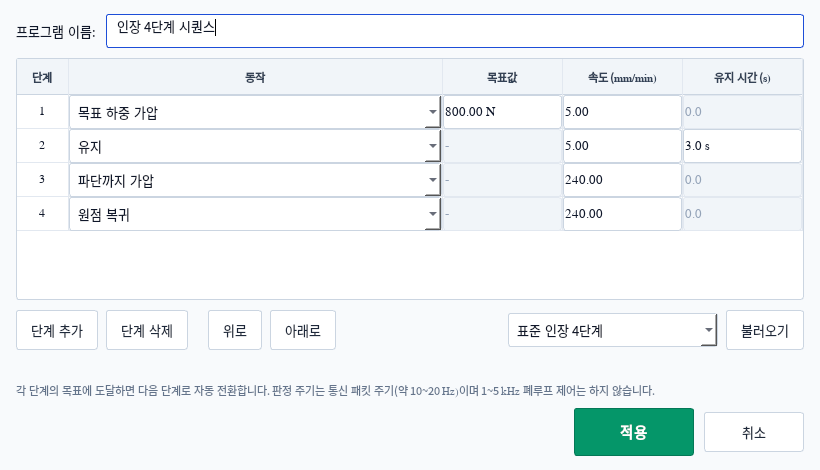 프로그램 이름: 인장 4단계 시퀀스
단계 동작 목표값 속도 (mm/min) 유지 시간 (s)
1 목표 하중 가압 800.00 N 5.00 0.0
2 유지 - 5.00 3.0 s
3 파단까지 가압 - 240.00 0.0
4 원점 복귀 - 240.00 0.0
단계 추가 단계 삭제 위로 아래로 표준 인장 4단계 불러오기
각 단계의 목표에 도달하면 다음 단계로 자동 전환합니다. 판정 주기는 통신 패킷 주기(약 10~20 Hz)이며 1~5 kHz 폐루프 제어는 하지 않습니다.
적용 취소